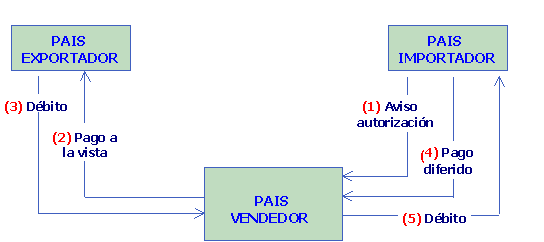 PAIS
EXPORTADOR
PAIS
IMPORTADOR
(3) Débito
(2) Pago a
la vista
(1) Aviso
autorización
(4) Pago
diferido
PAIS
VENDEDOR
(5) Débito